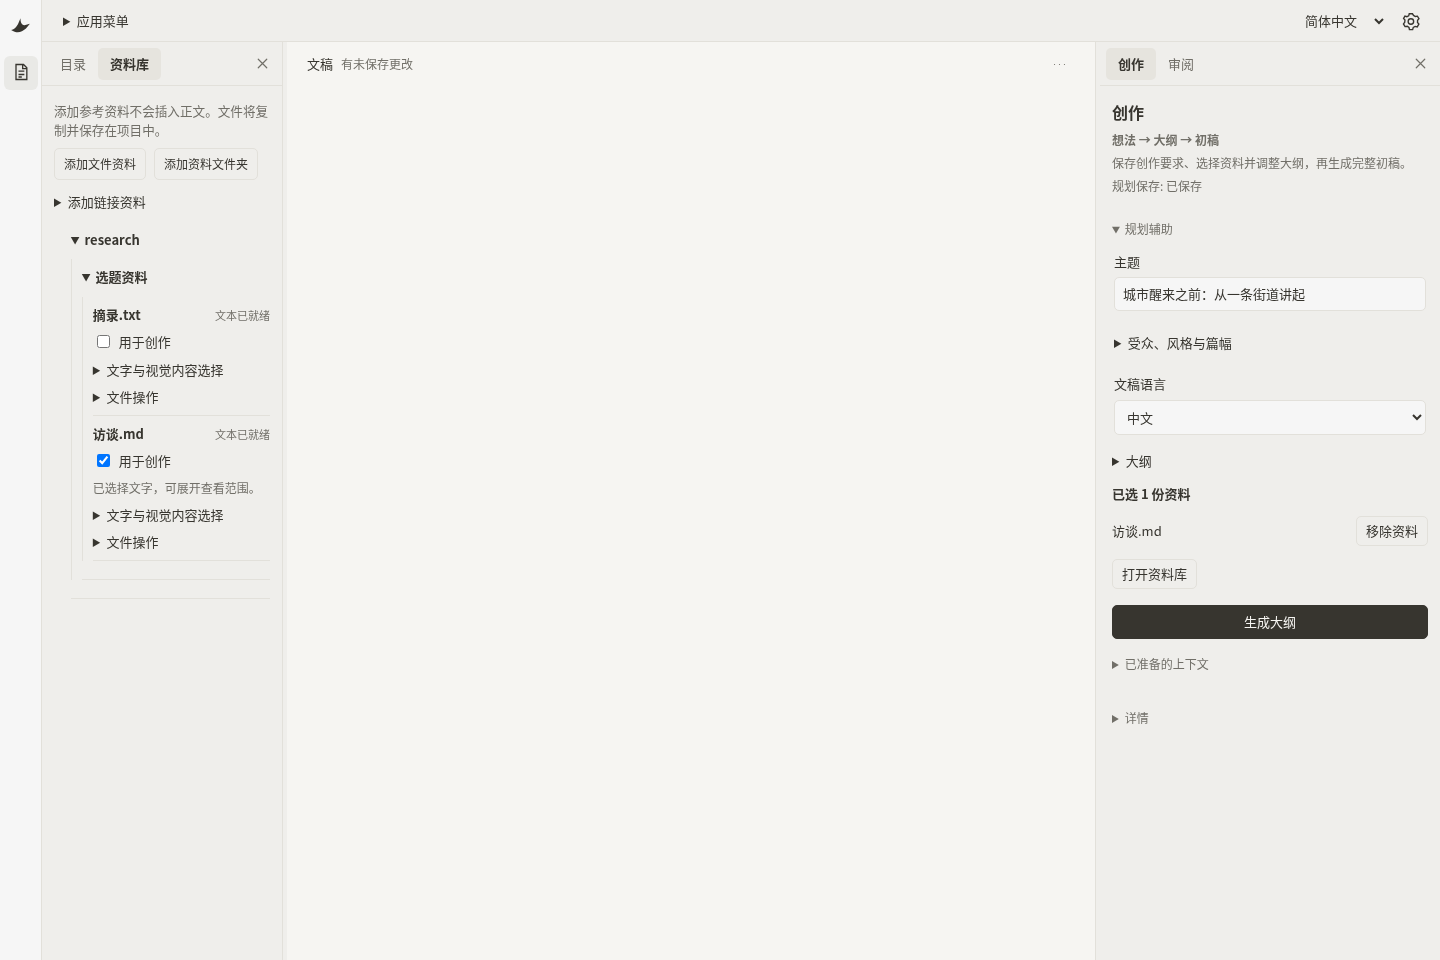 应用菜单
简体中文
目录
资料库
添加参考资料不会插入正文。文件将复
制并保存在项目中。
添加文件资料
添加资料文件夹
添加链接资料
research
选题资料
摘录.txt
文本已就绪
用于创作
文字与视觉内容选择
文件操作
访谈.md
文本已就绪
用于创作
已选择文字，可展开查看范围。
文字与视觉内容选择
文件操作
文稿
有未保存更改
···
创作
审阅
创作
想法 → 大纲 → 初稿
保存创作要求、选择资料并调整大纲，再生成完整初稿。
规划保存: 已保存
规划辅助
主题
城市醒来之前：从一条街道讲起
受众、风格与篇幅
文稿语言
中文
大纲
已选 1 份资料
访谈.md
移除资料
打开资料库
生成大纲
已准备的上下文
详情